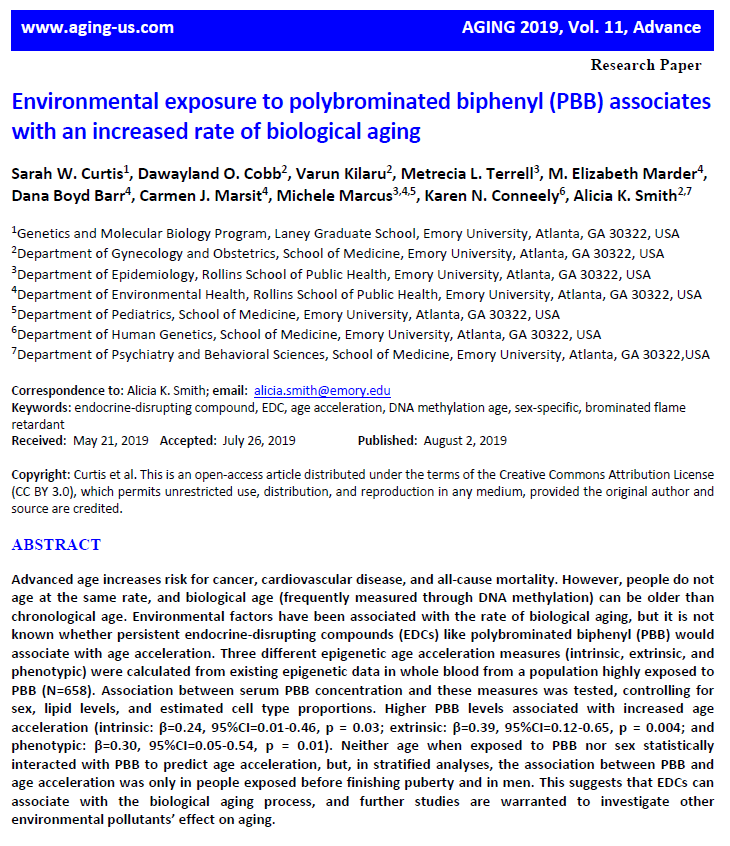 www.aging-us.com AGING 2019, Vol. 11, Advance
Research Paper
Environmental exposure to polybrominated biphenyl (PBB) associates
with an increased rate of biological aging
Sarah W. Curtis1, Dawayland O. Cobb2, Varun Kilaru2, Metrecia L. Terrell3, M. Elizabeth Marder4,
Dana Boyd Barr4, Carmen J. Marsit4, Michele Marcus3,4,5, Karen N. Conneely6, Alicia K. Smith2,7
1Genetics and Molecular Biology Program, Laney Graduate School, Emory University, Atlanta, GA 30322, USA
2Department of Gynecology and Obstetrics, School of Medicine, Emory University, Atlanta, GA 30322, USA
3Department of Epidemiology, Rollins School of Public Health, Emory University, Atlanta, GA 30322, USA
4Department of Environmental Health, Rollins School of Public Health, Emory University, Atlanta, GA 30322, USA
5Department of Pediatrics, School of Medicine, Emory University, Atlanta, GA 30322, USA
6Department of Human Genetics, School of Medicine, Emory University, Atlanta, GA 30322, USA
7Department of Psychiatry and Behavioral Sciences, School of Medicine, Emory University, Atlanta, GA 30322,USA
Correspondence to: Alicia K. Smith; email: alicia.smith@emory.edu
Keywords: endocrine-disrupting compound, EDC, age acceleration, DNA methylation age, sex-specific, brominated flame
retardant
Received: May 21, 2019 Accepted: July 26, 2019 Published: August 2, 2019
Copyright: Curtis et al. This is an open-access article distributed under the terms of the Creative Commons Attribution License
(CC BY 3.0), which permits unrestricted use, distribution, and reproduction in any medium, provided the original author and
source are credited.
ABSTRACT
Advanced age increases risk for cancer, cardiovascular disease, and all-cause mortality. However, people do not
age at the same rate, and biological age (frequently measured through DNA methylation) can be older than
chronological age. Environmental factors have been associated with the rate of biological aging, but it is not
known whether persistent endocrine-disrupting compounds (EDCs) like polybrominated biphenyl (PBB) would
associate with age acceleration. Three different epigenetic age acceleration measures (intrinsic, extrinsic, and
phenotypic) were calculated from existing epigenetic data in whole blood from a population highly exposed to
PBB (N=658). Association between serum PBB concentration and these measures was tested, controlling for
sex, lipid levels, and estimated cell type proportions. Higher PBB levels associated with increased age
acceleration (intrinsic: β=0.24, 95%CI=0.01-0.46, p = 0.03; extrinsic: β=0.39, 95%CI=0.12-0.65, p = 0.004; and
phenotypic: β=0.30, 95%CI=0.05-0.54, p = 0.01). Neither age when exposed to PBB nor sex statistically
interacted with PBB to predict age acceleration, but, in stratified analyses, the association between PBB and
age acceleration was only in people exposed before finishing puberty and in men. This suggests that EDCs can
associate with the biological aging process, and further studies are warranted to investigate other
environmental pollutants’ effect on aging.